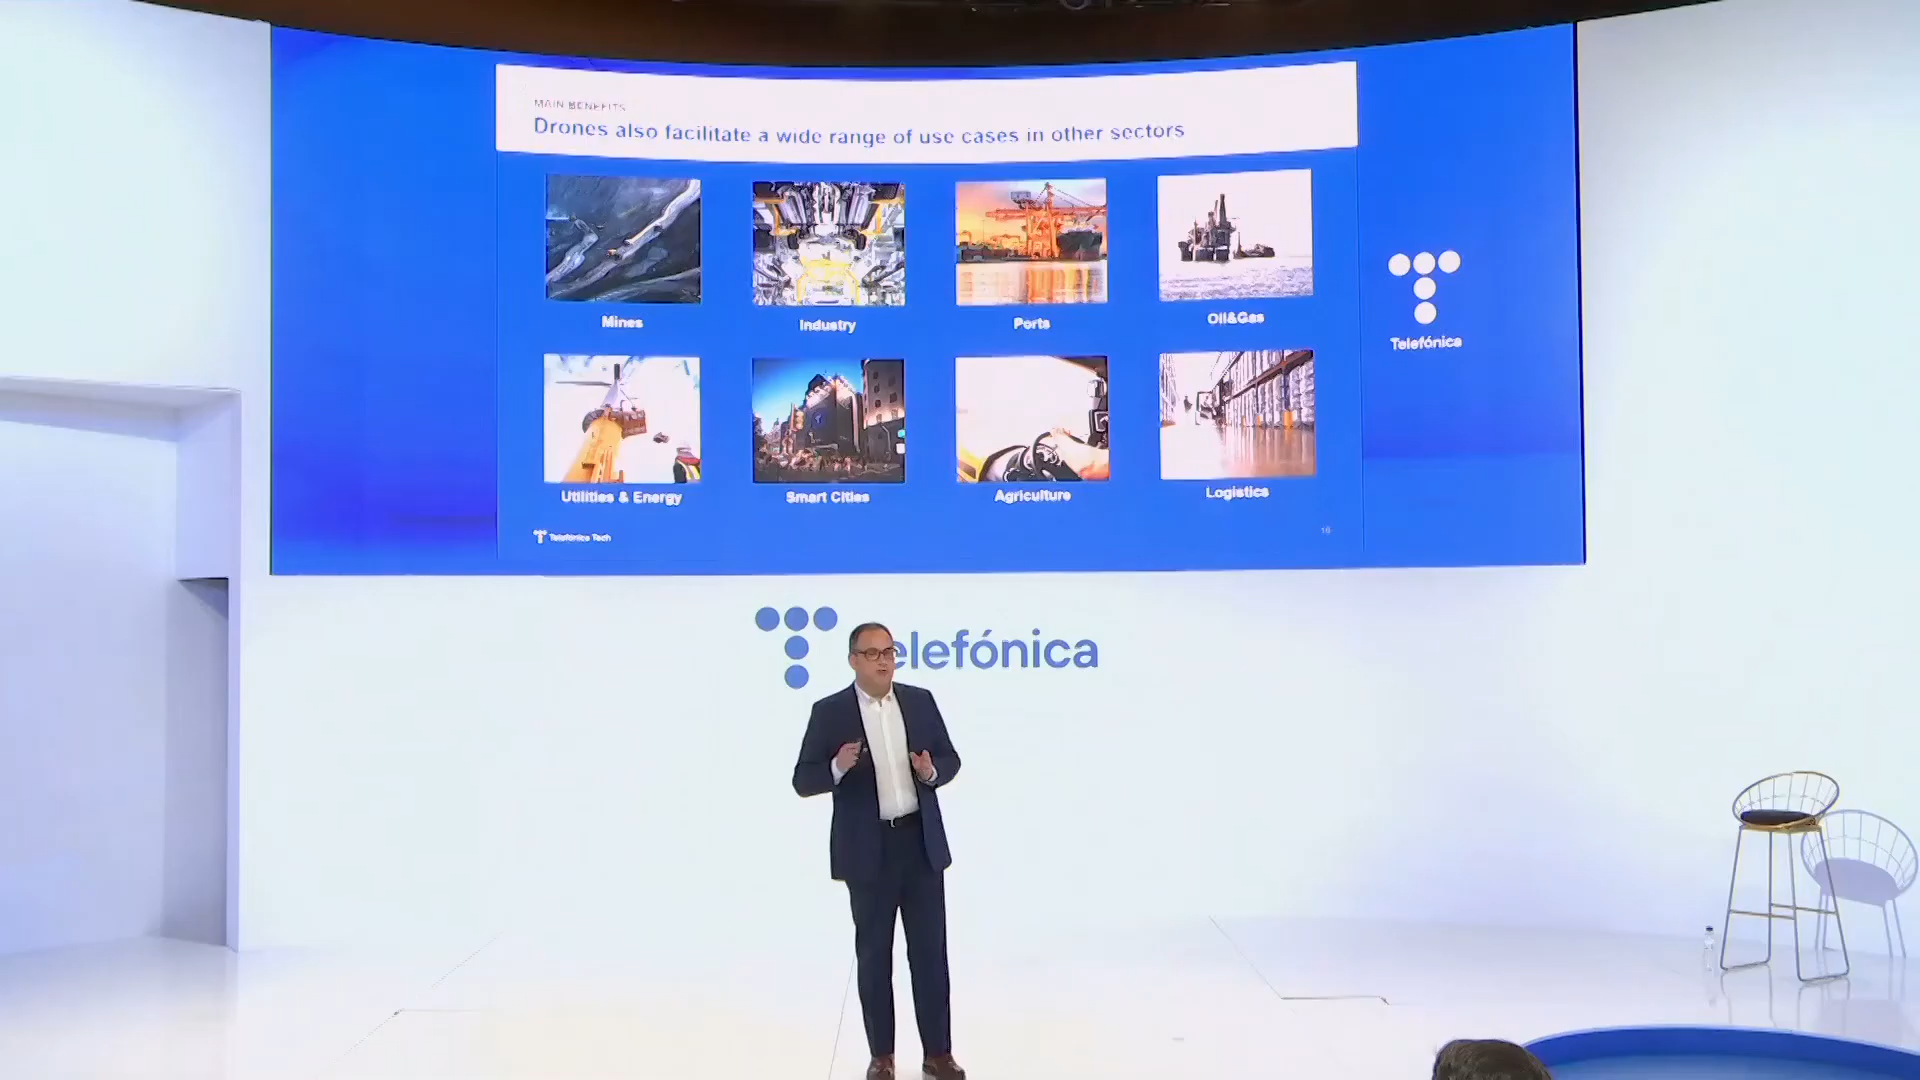 MAIN BENEFITS
Drones also facilitate a wide range of use cases in other sectors
Mines
Industry
Ports
Oil&Gas
Utilities & Energy
Smart Cities
Agriculture
Logistics
Telefónica Tech
16
Telefónica
elefónica